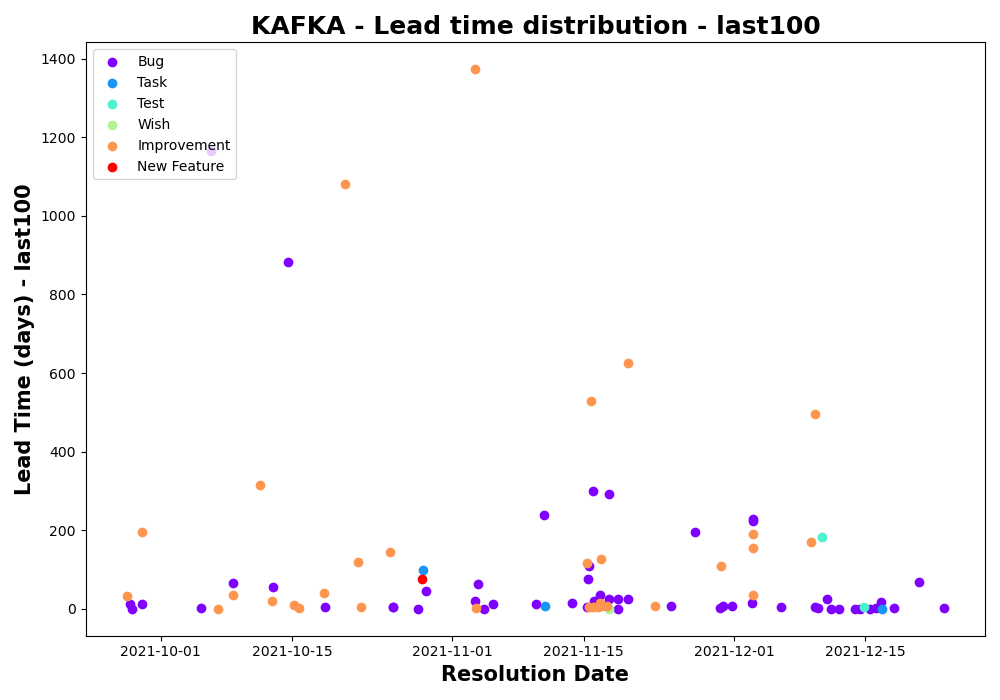 KAFKA - Lead time distribution - last100
Lead Time (days) - last100
1400
1200
1000
800
600
400
200
0
Bug
Task
Test
Wish
Improvement
New Feature
2021-10-01
2021-10-15
2021-11-01
2021-11-15
2021-12-01
2021-12-15
Resolution Date